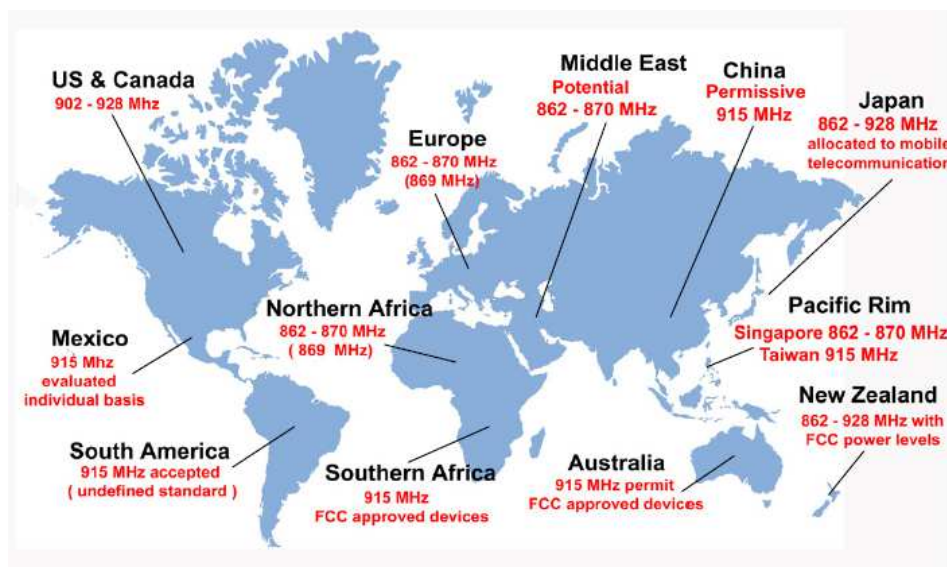 US & Canada
902 - 928 Mhz
Europe
862 - 870 MHz
(869 MHz)
Middle East
Potential
862 - 870 MHz
China
Permissive
915 MHz
Japan
862 - 928 MHz
allocated to mobile
telecommunication
Mexico
915 Mhz
evaluated
individual basis
Northern Africa
862 - 870 MHz
( 869 MHz)
Pacific Rim
Singapore 862 - 870 MHz
Taiwan 915 MHz
South America
915 MHz accepted
( undefined standard )
Southern Africa
915 MHz
FCC approved devices
Australia
915 MHz permit
FCC approved devices
New Zealand
862 - 928 MHz with
FCC power levels